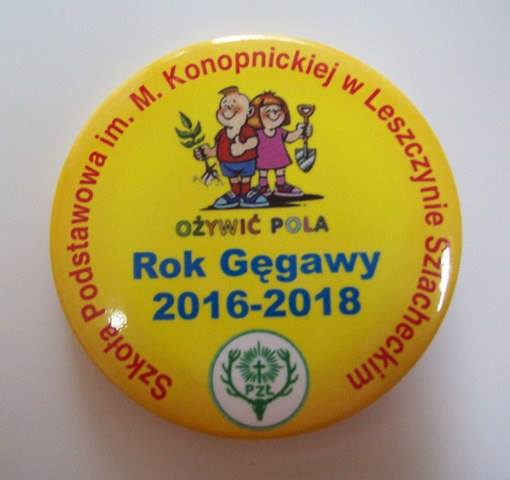 Szkoła Podstawowa im. M. Konopnickiej w Leszczynie Szlacheckim
OŻYWIĆ POLA
Rok Gęgawy
2016-2018
PZŁ